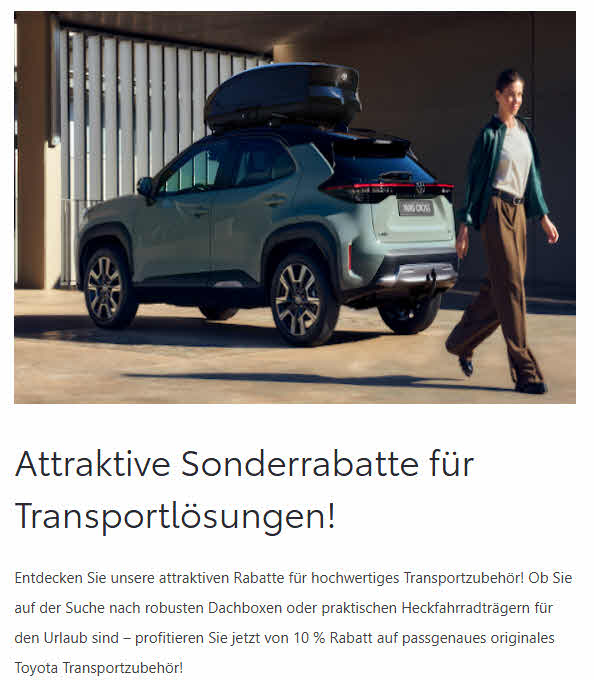 YARIS CROSS
Attraktive Sonderrabatte für
Transportlösungen!
Entdecken Sie unsere attraktiven Rabatte für hochwertiges Transportzubehör! Ob Sie
auf der Suche nach robusten Dachboxen oder praktischen Heckfahrradträgern für
den Urlaub sind – profitieren Sie jetzt von 10 % Rabatt auf passgenaues originales
Toyota Transportzubehör!